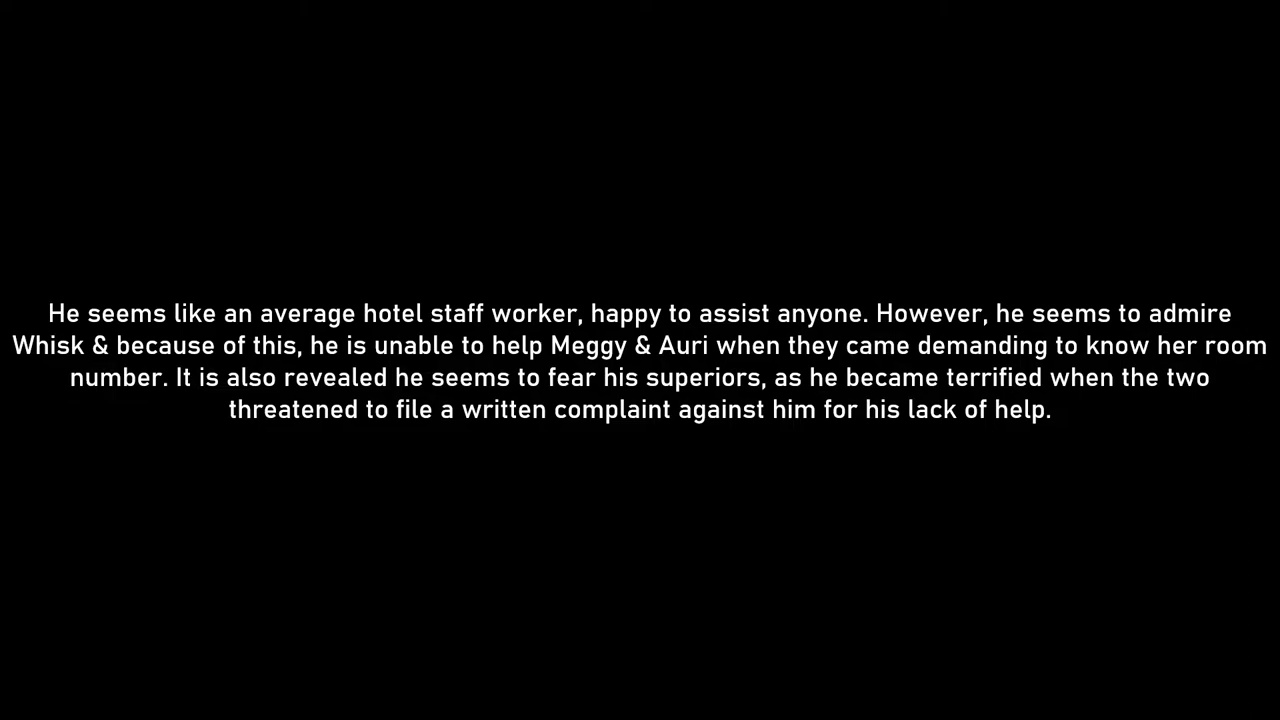 He seems like an average hotel staff worker, happy to assist anyone. However, he seems to admire
Whisk & because of this, he is unable to help Meggy & Auri when they came demanding to know her room
number. It is also revealed he seems to fear his superiors, as he became terrified when the two
threatened to file a written complaint against him for his lack of help.